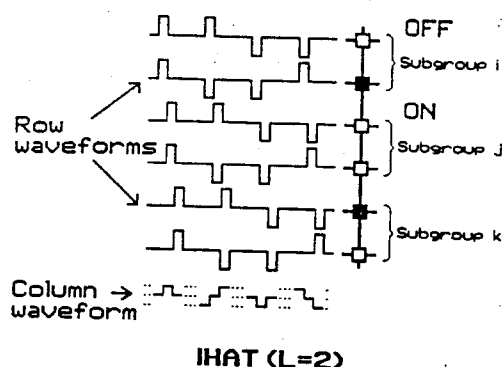 OFF
Subgroup i
ON
Row
waveforms
Subgroup j
Subgroup k
Column →
waveform
IHAT (L=2)